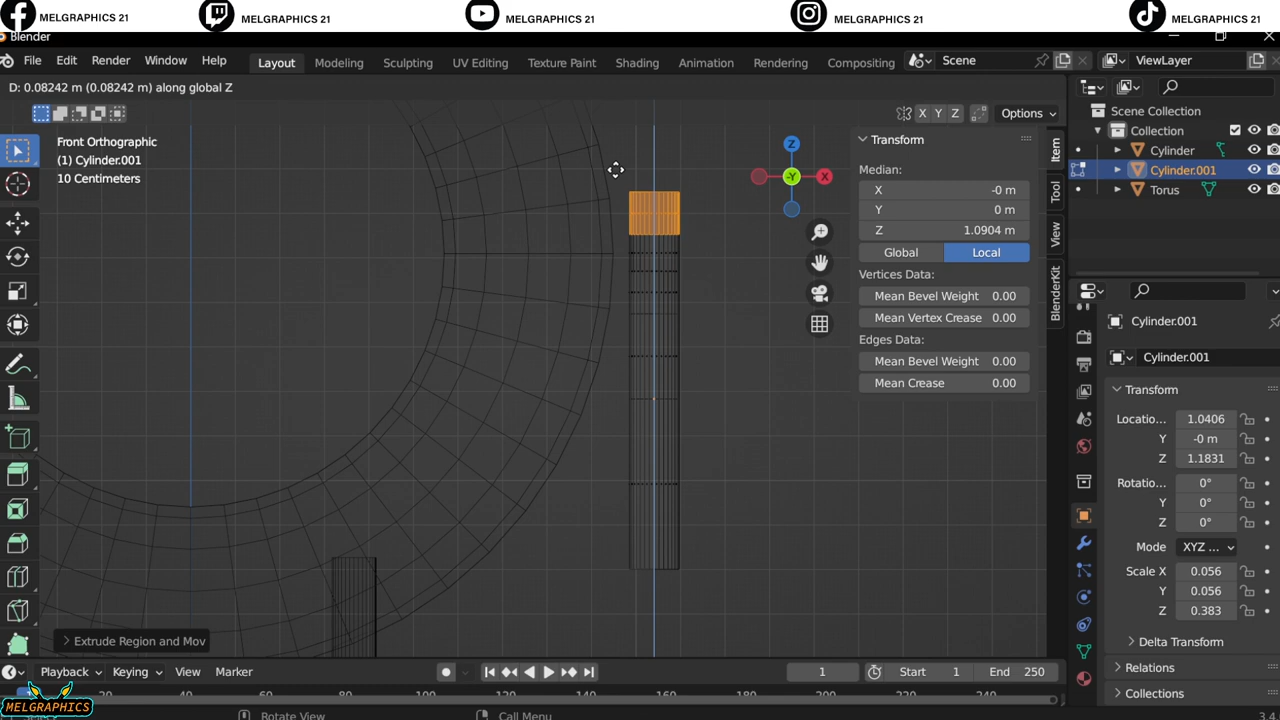 MELGRAPHICS 21 MELGRAPHICS 21 MELGRAPHICS 21 MELGRAPHICS 21 MELGRAPHICS 21
Blender
File Edit Render Window Help Layout Modeling Sculpting UV Editing Texture Paint Shading Animation Rendering Compositing Scene ViewLayer
D: 0.08242 m (0.08242 m) along global Z
X Y Z Options
Scene Collection
Collection
Cylinder
Cylinder.001
Torus
Front Orthographic
(1) Cylinder.001
10 Centimeters
Z
-Y
X
Transform
Median:
X -0 m
Y 0 m
Z 1.0904 m
Global Local
Vertices Data:
Mean Bevel Weight 0.00
Mean Vertex Crease 0.00
Edges Data:
Mean Bevel Weight 0.00
Mean Crease 0.00
Item
Tool
View
BlenderKit
Cylinder.001
Cylinder.001
Transform
Locatio... 1.0406
Y -0 m
Z 1.1831
Rotatio... 0°
Y 0°
Z 0°
Mode XYZ ...
Scale X 0.056
Y 0.056
Z 0.383
Delta Transform
Relations
Collections
Extrude Region and Mov
Playback Keying View Marker 1 Start 1 End 250
20 40 60 80 100 120 140 160 180 200 220 240
MELGRAPHICS
Rotate View Call Menu 3.4